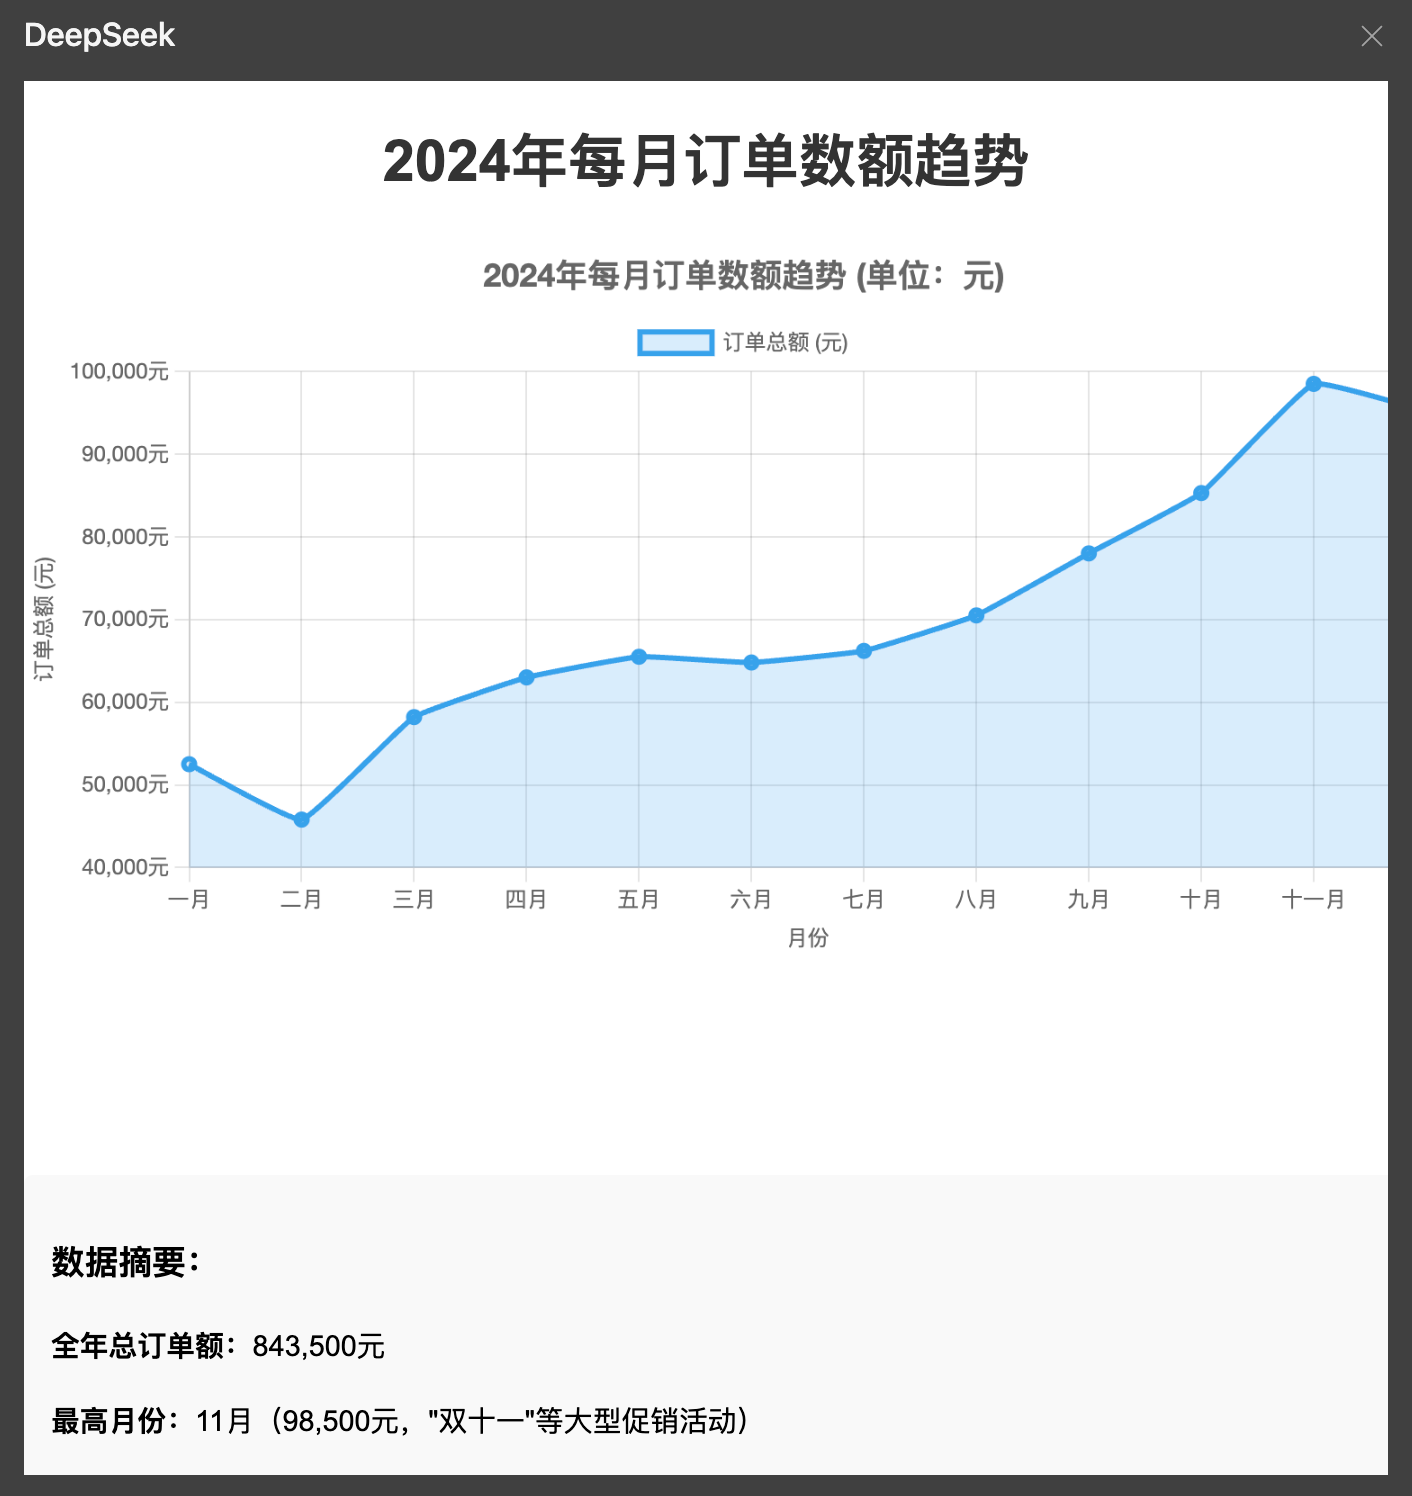 DeepSeek
2024年每月订单数额趋势
2024年每月订单数额趋势 (单位：元)
订单总额 (元)
100,000元
90,000元
80,000元
70,000元
60,000元
50,000元
40,000元
订单总额 (元)
一月 二月 三月 四月 五月 六月 七月 八月 九月 十月 十一月
月份
数据摘要：
全年总订单额：843,500元
最高月份：11月（98,500元，"双十一"等大型促销活动）